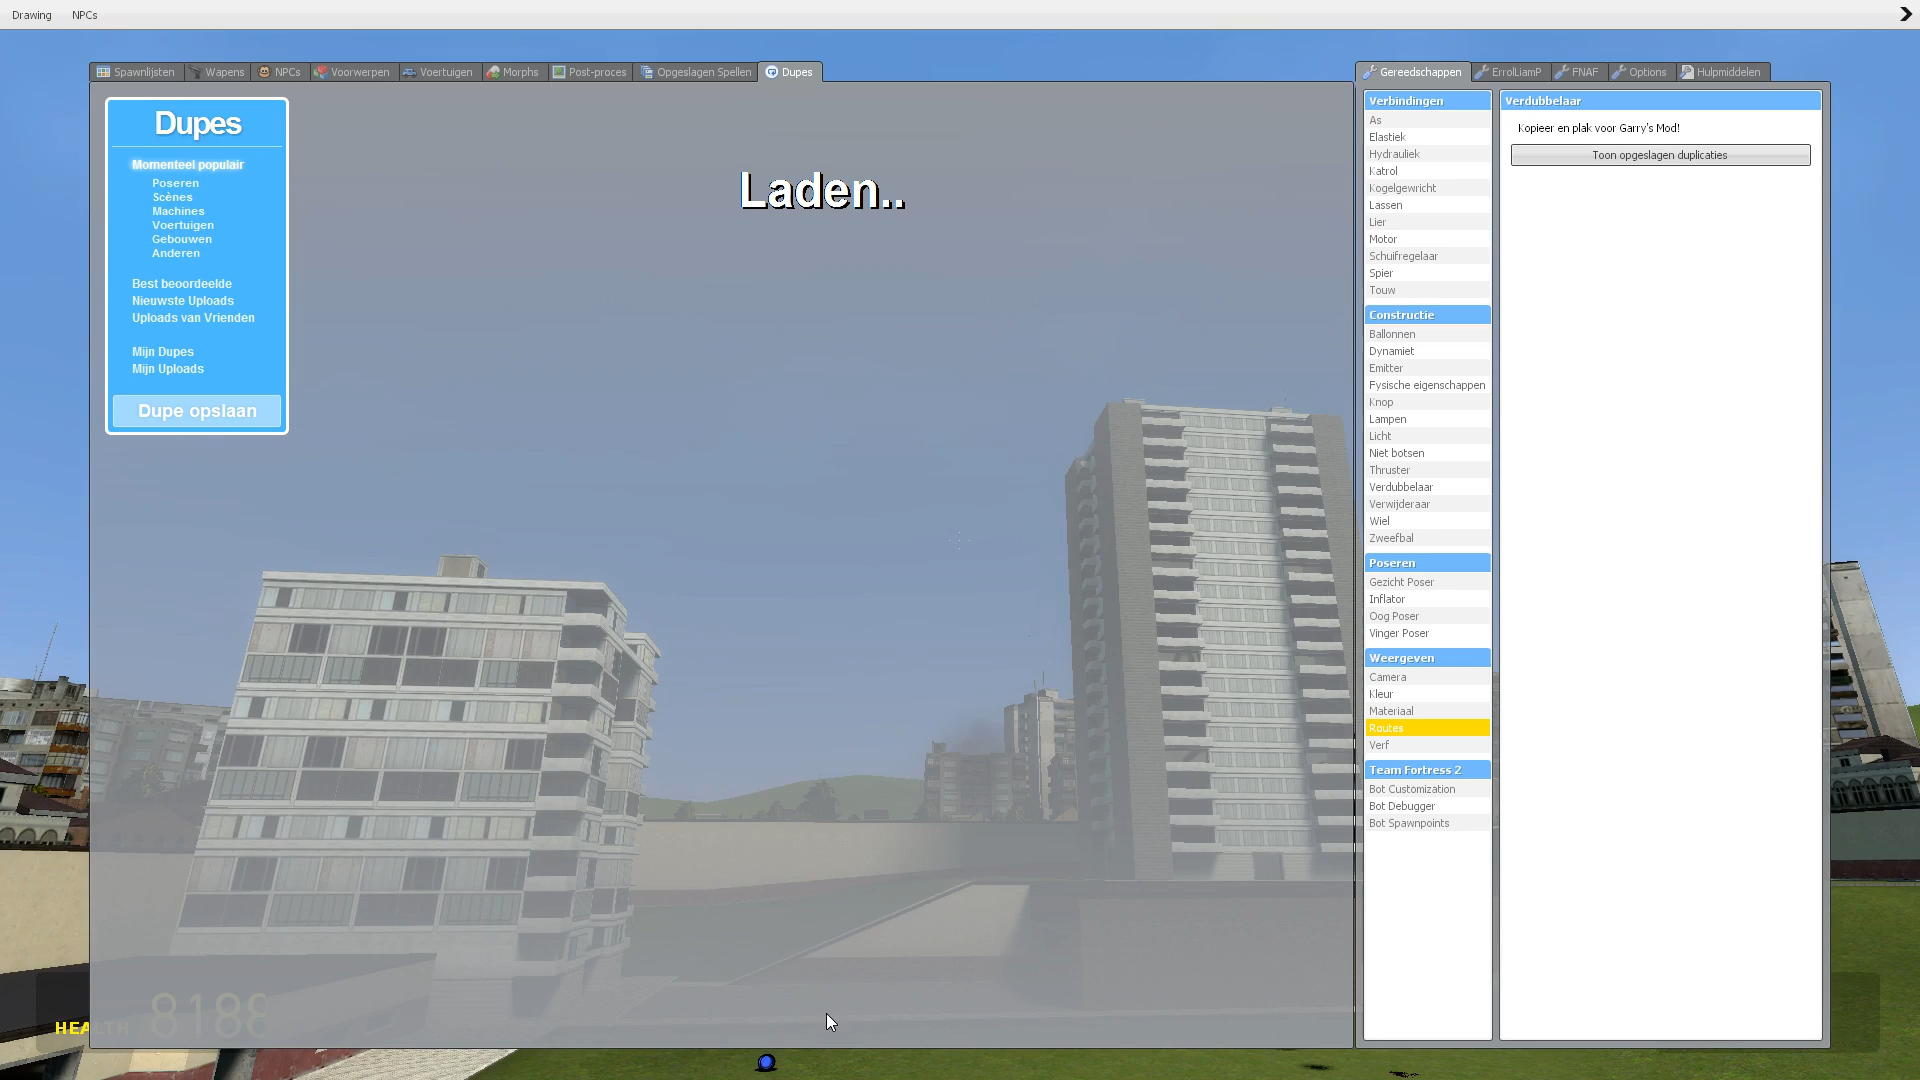 Drawing NPCs
Spawnlijsten Wapens NPCs Voorwerpen Voertuigen Morphs Post-proces Opgeslagen Spellen Dupes
Gereedschappen ErrolLiamP FNAF Options Hulpmiddelen
Dupes
Momenteel populair
Poseren
Scènes
Machines
Voertuigen
Gebouwen
Anderen
Best beoordeelde
Nieuwste Uploads
Uploads van Vrienden
Mijn Dupes
Mijn Uploads
Dupe opslaan
Laden..
Verbindingen
As
Elastiek
Hydrauliek
Katrol
Kogelgewricht
Lassen
Lier
Motor
Schuifregelaar
Spier
Touw
Constructie
Ballonnen
Dynamiet
Emitter
Fysische eigenschappen
Knop
Lampen
Licht
Niet botsen
Thruster
Verdubbelaar
Verwijderaar
Wiel
Zweefbal
Poseren
Gezicht Poser
Inflator
Oog Poser
Vinger Poser
Weergeven
Camera
Kleur
Materiaal
Routes
Verf
Team Fortress 2
Bot Customization
Bot Debugger
Bot Spawnpoints
Verdubbelaar
Kopieer en plak voor Garry's Mod!
Toon opgeslagen duplicaties
HEALTH 8188